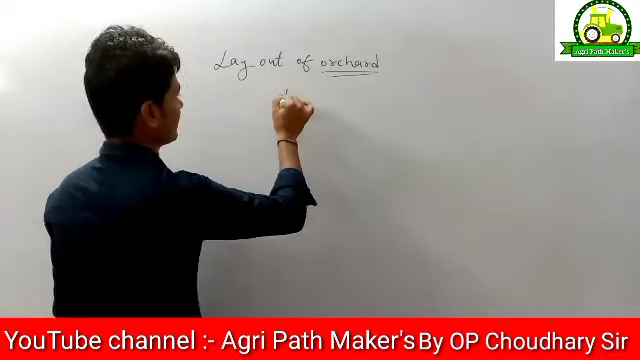 Lay out of orchard
Agri Path Maker's
YouTube channel :- Agri Path Maker's By OP Choudhary Sir